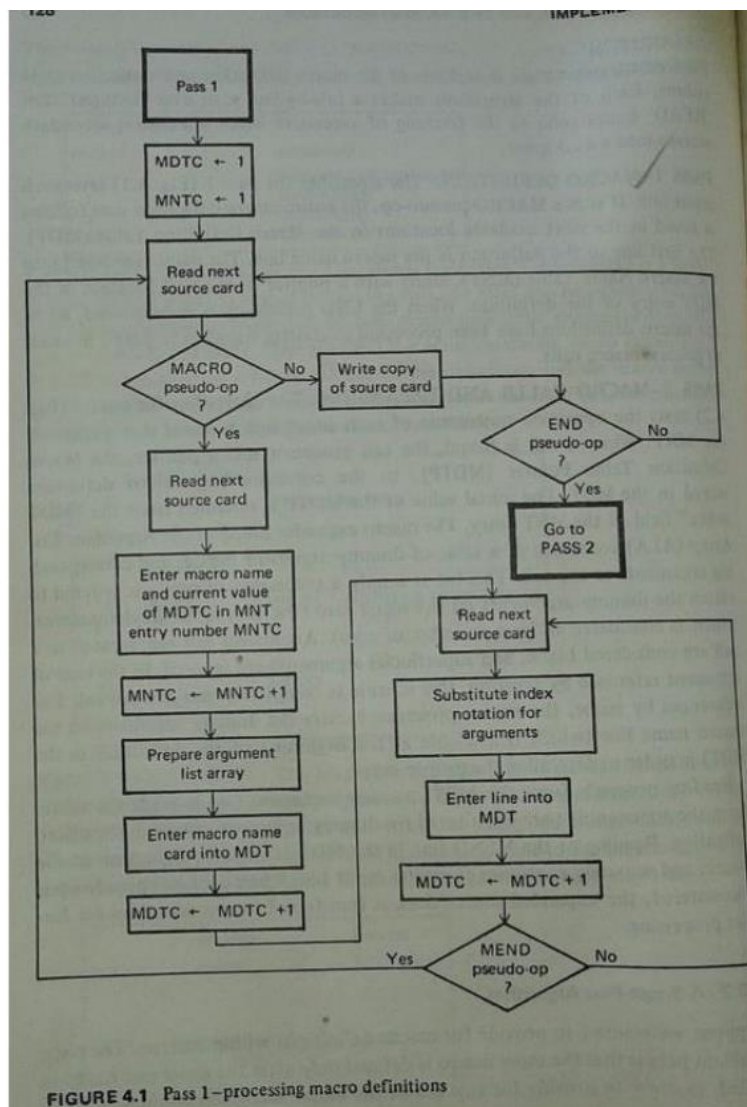 128
IMPLEME
Pass 1
MDTC ← 1
MNTC ← 1
Read next
source card
MACRO
pseudo-op
?
No
Write copy
of source card
END
pseudo-op
?
No
Yes
Go to
PASS 2
Yes
Read next
source card
Enter macro name
and current value
of MDTC in MNT
entry number MNTC
MNTC ← MNTC +1
Prepare argument
list array
Enter macro name
card into MDT
MDTC ← MDTC +1
Read next
source card
Substitute index
notation for
arguments
Enter line into
MDT
MDTC ← MDTC + 1
MEND
pseudo-op
?
Yes
No
FIGURE 4.1 Pass 1–processing macro definitions